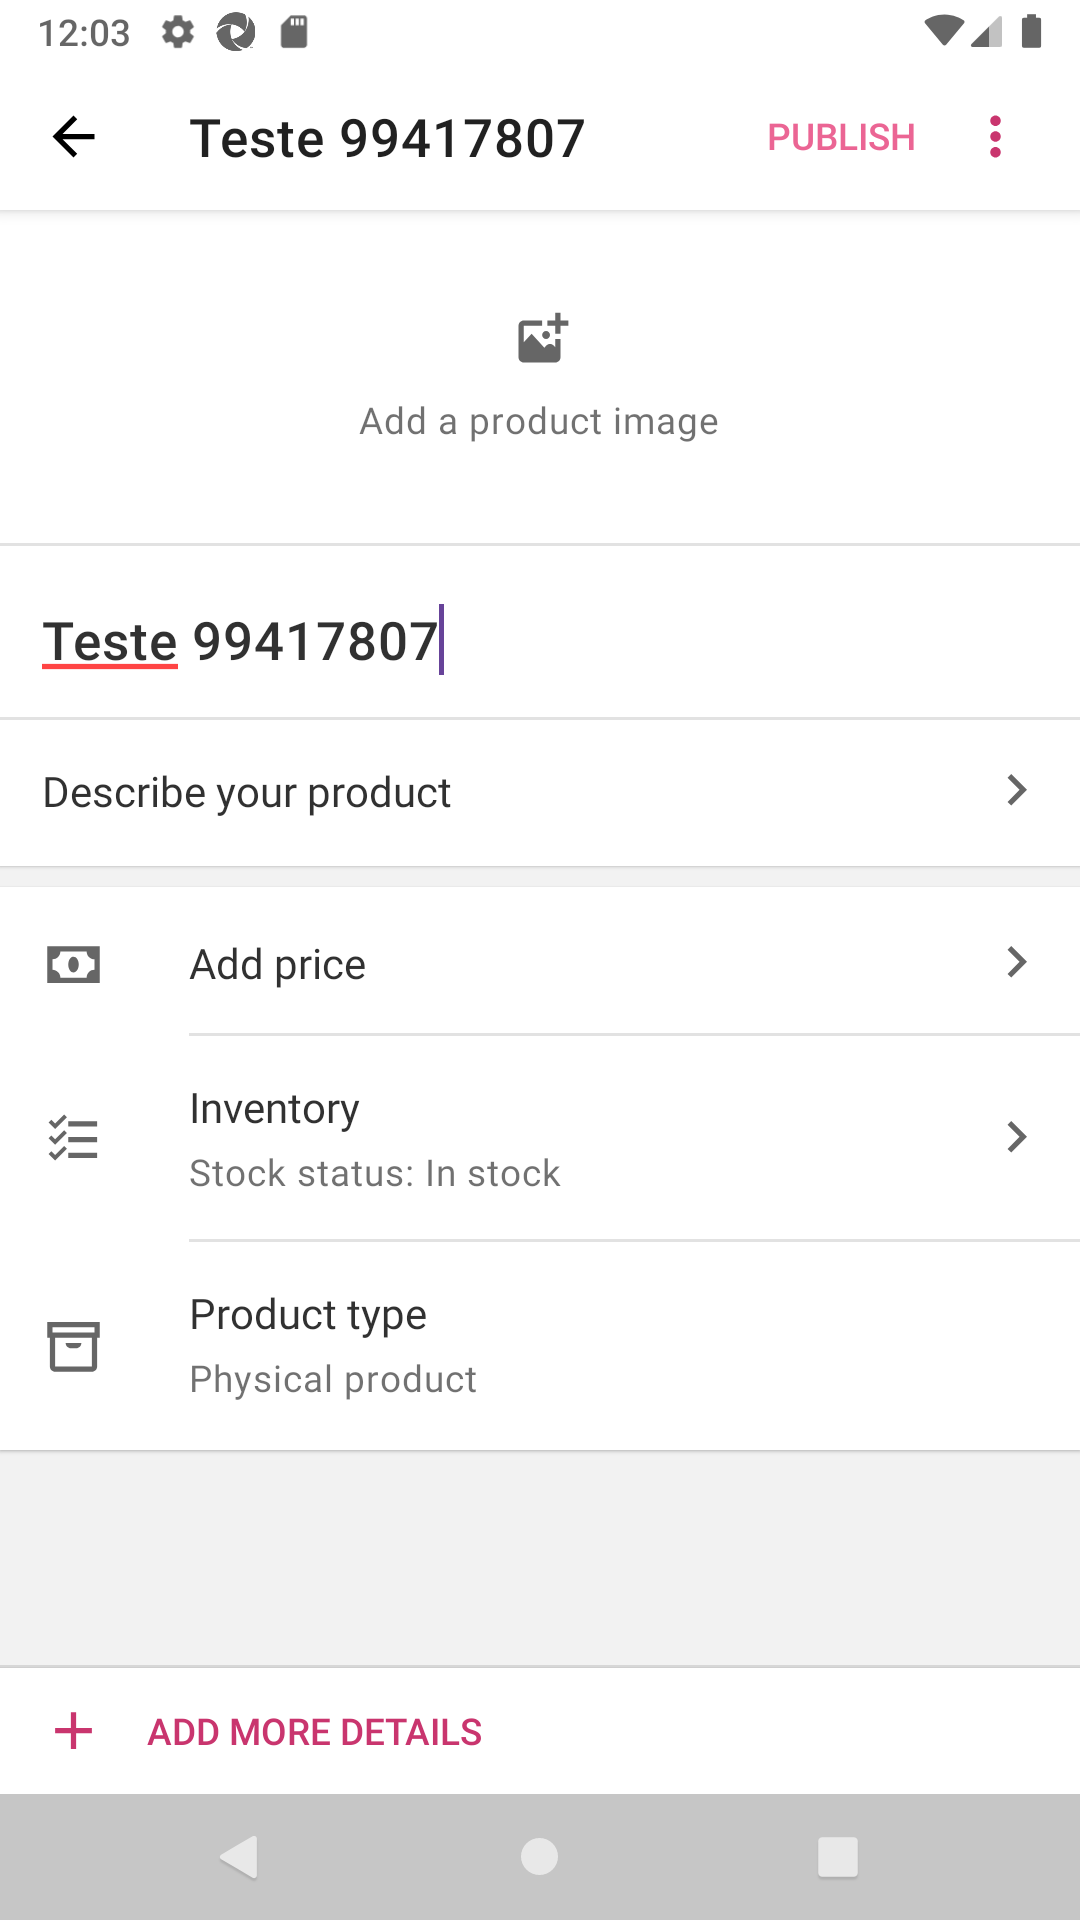 12:03
Teste 99417807
PUBLISH
Add a product image
Teste 99417807
Describe your product
Add price
Inventory
Stock status: In stock
Product type
Physical product
ADD MORE DETAILS